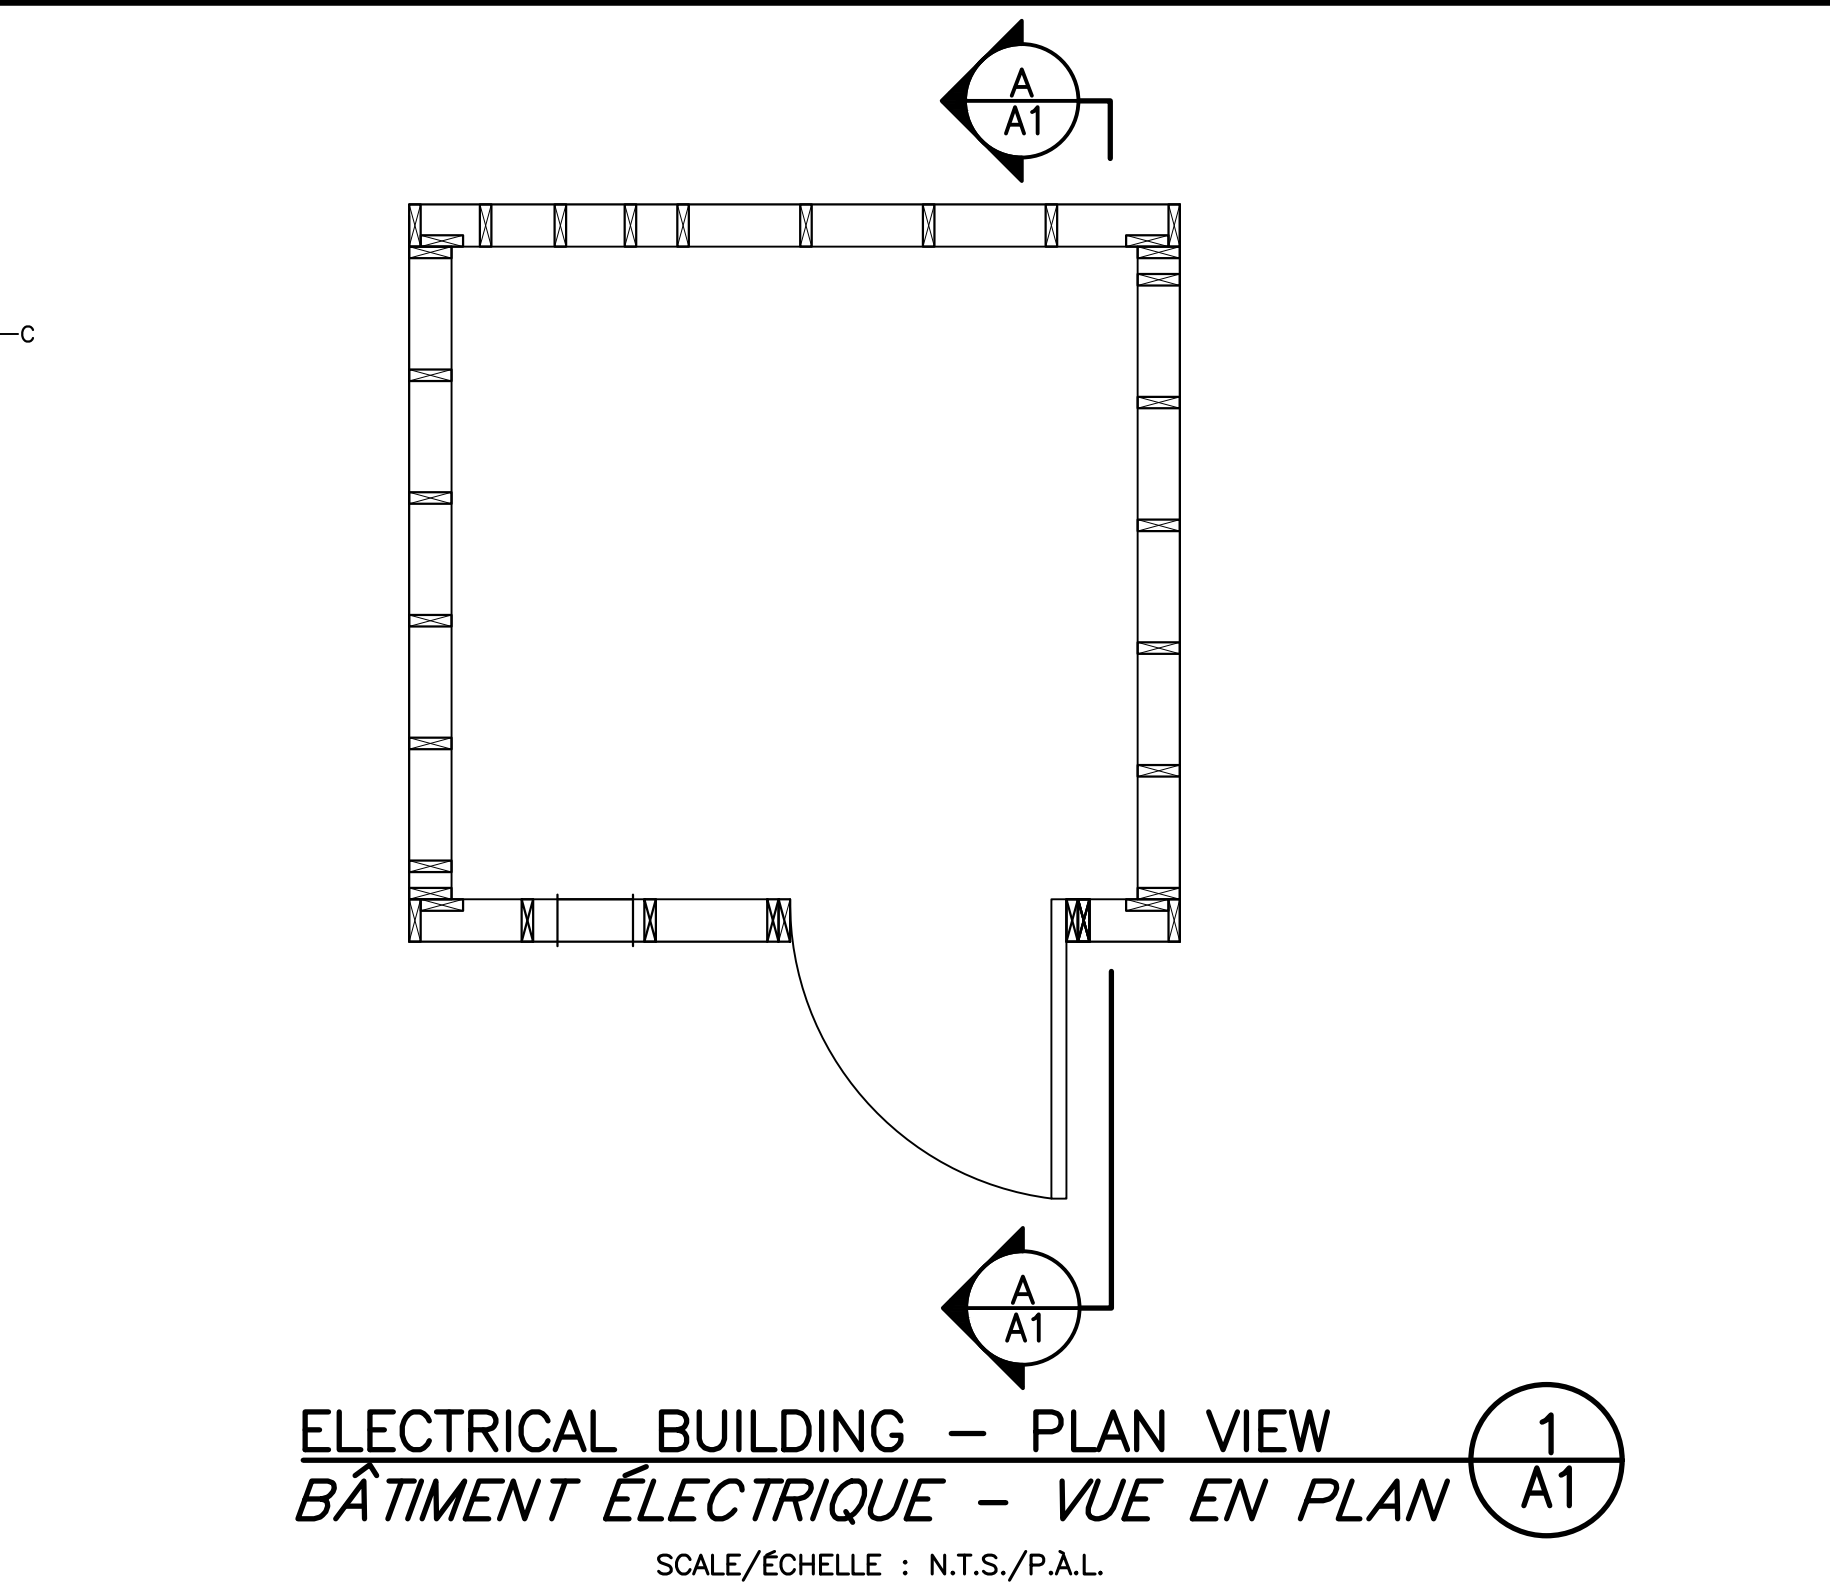 A
A1
C
A
A1
ELECTRICAL BUILDING – PLAN VIEW
1
BÂTIMENT ÉLECTRIQUE – VUE EN PLAN
A1
SCALE/ÉCHELLE : N.T.S./P.À.L.